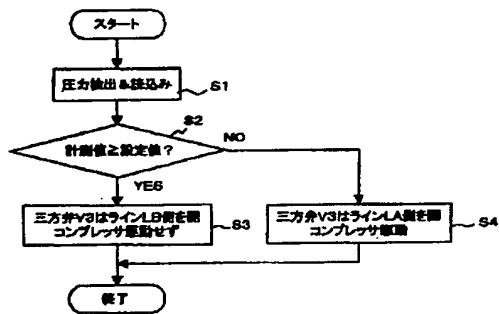 スタート
圧力検出&読込み
S1
S2
計測値≧設定値?
NO
YES
三方弁V3はラインLB側を開
コンプレッサ駆動せず
S3
三方弁V3はラインLA側を開
コンプレッサ駆動
S4
終了